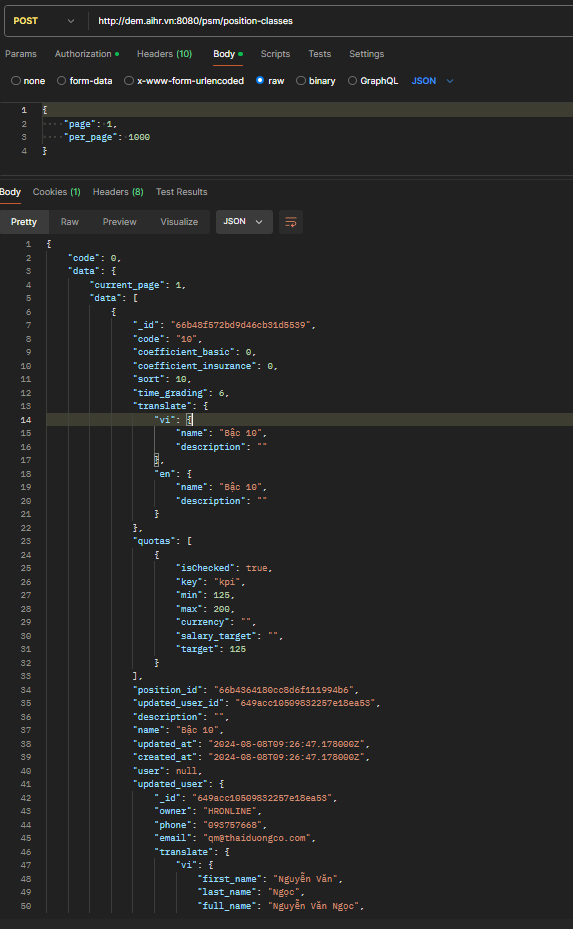 POST http://dem.aihr.vn:8080/psm/position-classes
Params Authorization Headers (10) Body Scripts Tests Settings
none form-data x-www-form-urlencoded raw binary GraphQL JSON
1 {
2 "page": 1,
3 "per_page": 1000
4 }
Body Cookies (1) Headers (8) Test Results
Pretty Raw Preview Visualize JSON
1 {
2 "code": 0,
3 "data": {
4 "current_page": 1,
5 "data": [
6 {
7 "_id": "66b48f572bd9d46cb31d5539",
8 "code": "10",
9 "coefficient_basic": 0,
10 "coefficient_insurance": 0,
11 "sort": 10,
12 "time_grading": 6,
13 "translate": {
14 "vi": {
15 "name": "Bậc 10",
16 "description": ""
17 },
18 "en": {
19 "name": "Bậc 10",
20 "description": ""
21 }
22 },
23 "quotas": [
24 {
25 "isChecked": true,
26 "key": "kpi",
27 "min": 125,
28 "max": 200,
29 "currency": "",
30 "salary_target": "",
31 "target": 125
32 }
33 ],
34 "position_id": "66b4364180cc8d6f111994b6",
35 "updated_user_id": "649acc10509832257e18ea53",
36 "description": "",
37 "name": "Bậc 10",
38 "updated_at": "2024-08-08T09:26:47.178000Z",
39 "created_at": "2024-08-08T09:26:47.178000Z",
40 "user": null,
41 "updated_user": {
42 "_id": "649acc10509832257e18ea53",
43 "owner": "HRONLINE",
44 "phone": "093757668",
45 "email": "qm@thaiduongco.com",
46 "translate": {
47 "vi": {
48 "first_name": "Nguyễn Văn",
49 "last_name": "Ngọc",
50 "full_name": "Nguyễn Văn Ngọc",